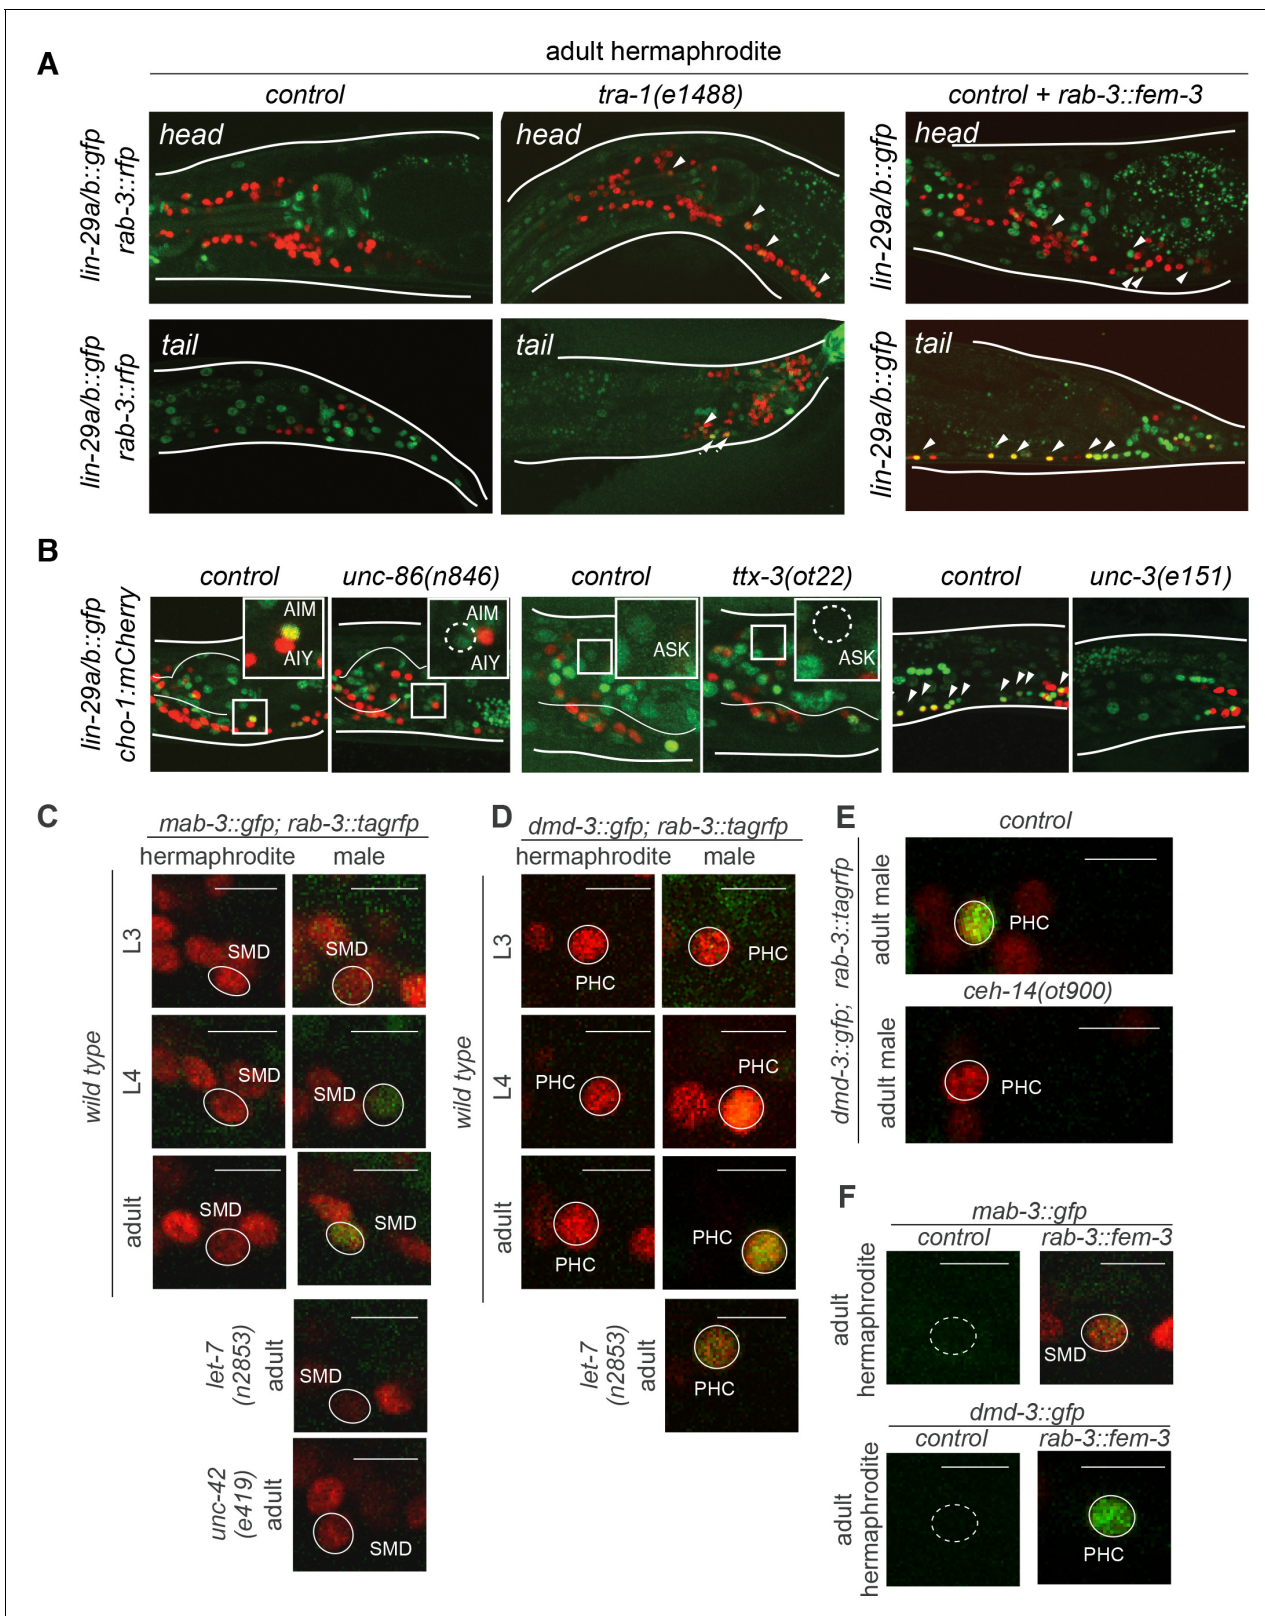 A
adult hermaphrodite
control
tra-1(e1488)
control + rab-3::fem-3
lin-29a/b::gfp
rab-3::rfp
head
head
lin-29a/b::gfp
head
lin-29a/b::gfp
rab-3::rfp
tail
tail
lin-29a/b::gfp
tail
B
control
unc-86(n846)
control
ttx-3(ot22)
control
unc-3(e151)
lin-29a/b::gfp
cho-1:mCherry
AIM
AIY
AIM
AIY
ASK
ASK
C
mab-3::gfp; rab-3::tagrfp
hermaphrodite
male
wild type
L3
SMD
SMD
L4
SMD
SMD
adult
SMD
SMD
let-7
(n2853)
adult
SMD
unc-42
(e419)
adult
SMD
D
dmd-3::gfp; rab-3::tagrfp
hermaphrodite
male
wild type
L3
PHC
PHC
L4
PHC
PHC
adult
PHC
PHC
let-7
(n2853)
adult
PHC
E
control
dmd-3::gfp; rab-3::tagrfp
adult male
PHC
ceh-14(ot900)
adult male
PHC
F
mab-3::gfp
control
rab-3::fem-3
adult
hermaphrodite
SMD
dmd-3::gfp
control
rab-3::fem-3
adult
hermaphrodite
PHC